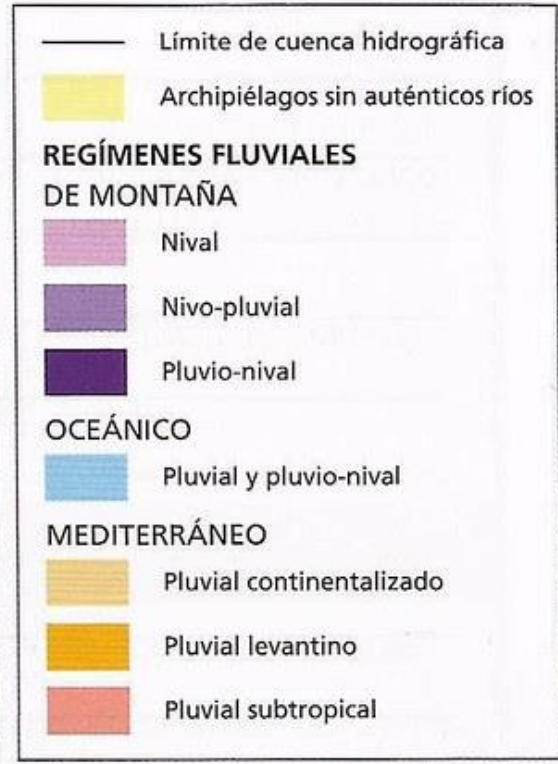 Límite de cuenca hidrográfica
Archipiélagos sin auténticos ríos
REGÍMENES FLUVIALES
DE MONTAÑA
Nival
Nivo-pluvial
Pluvio-nival
OCEÁNICO
Pluvial y pluvio-nival
MEDITERRÁNEO
Pluvial continentalizado
Pluvial levantino
Pluvial subtropical